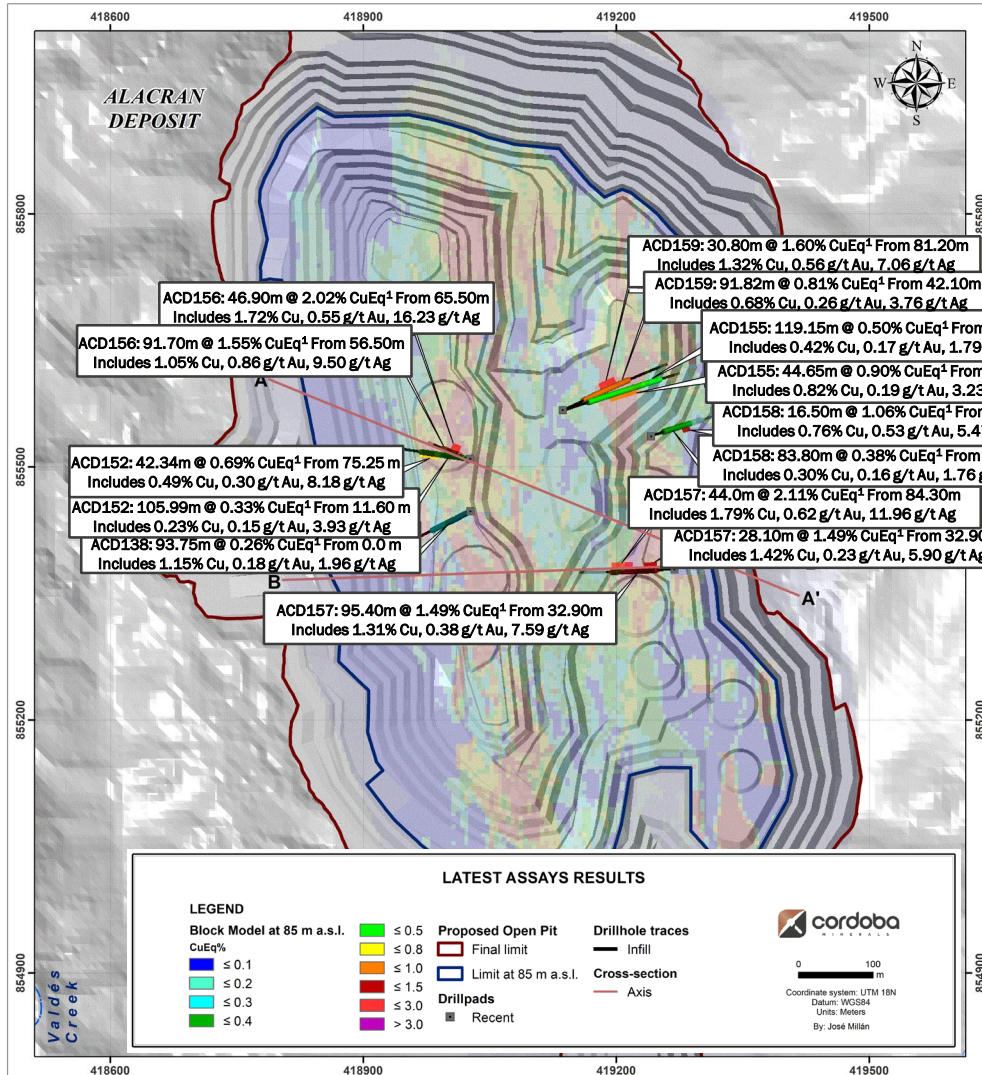 418600 418900 419200 419500
N
W E
S
ALACRAN
DEPOSIT
855800 855800
ACD159: 30.80m @ 1.60% CuEq¹ From 81.20m
Includes 1.32% Cu, 0.56 g/t Au, 7.06 g/t Ag
ACD159: 91.82m @ 0.81% CuEq¹ From 42.10m
Includes 0.68% Cu, 0.26 g/t Au, 3.76 g/t Ag
ACD156: 46.90m @ 2.02% CuEq¹ From 65.50m
Includes 1.72% Cu, 0.55 g/t Au, 16.23 g/t Ag
ACD156: 91.70m @ 1.55% CuEq¹ From 56.50m
Includes 1.05% Cu, 0.86 g/t Au, 9.50 g/t Ag
ACD155: 119.15m @ 0.50% CuEq¹ From
Includes 0.42% Cu, 0.17 g/t Au, 1.79
ACD155: 44.65m @ 0.90% CuEq¹ From
Includes 0.82% Cu, 0.19 g/t Au, 3.23
A
ACD158: 16.50m @ 1.06% CuEq¹ From
Includes 0.76% Cu, 0.53 g/t Au, 5.47
855500
ACD158: 83.80m @ 0.38% CuEq¹ From
Includes 0.30% Cu, 0.16 g/t Au, 1.76 g
ACD152: 42.34m @ 0.69% CuEq¹ From 75.25 m
Includes 0.49% Cu, 0.30 g/t Au, 8.18 g/t Ag
ACD152: 105.99m @ 0.33% CuEq¹ From 11.60 m
Includes 0.23% Cu, 0.15 g/t Au, 3.93 g/t Ag
ACD157: 44.0m @ 2.11% CuEq¹ From 84.30m
Includes 1.79% Cu, 0.62 g/t Au, 11.96 g/t Ag
ACD138: 93.75m @ 0.26% CuEq¹ From 0.0 m
Includes 1.15% Cu, 0.18 g/t Au, 1.96 g/t Ag
ACD157: 28.10m @ 1.49% CuEq¹ From 32.90
Includes 1.42% Cu, 0.23 g/t Au, 5.90 g/t Ag
B
A'
ACD157: 95.40m @ 1.49% CuEq¹ From 32.90m
Includes 1.31% Cu, 0.38 g/t Au, 7.59 g/t Ag
855200 855200
LATEST ASSAYS RESULTS
LEGEND
Block Model at 85 m a.s.l.
CuEq%
≤ 0.1
≤ 0.2
≤ 0.3
≤ 0.4
≤ 0.5
≤ 0.8
≤ 1.0
≤ 1.5
≤ 3.0
> 3.0
Proposed Open Pit
Final limit
Limit at 85 m a.s.l.
Drillpads
Recent
Drillhole traces
Infill
Cross-section
Axis
cordoba
MINERALS
0 100
m
Coordinate system: UTM 18N
Datum: WGS84
Units: Meters
By: José Millán
854900 854900
Valdés
Creek
418600 418900 419200 419500